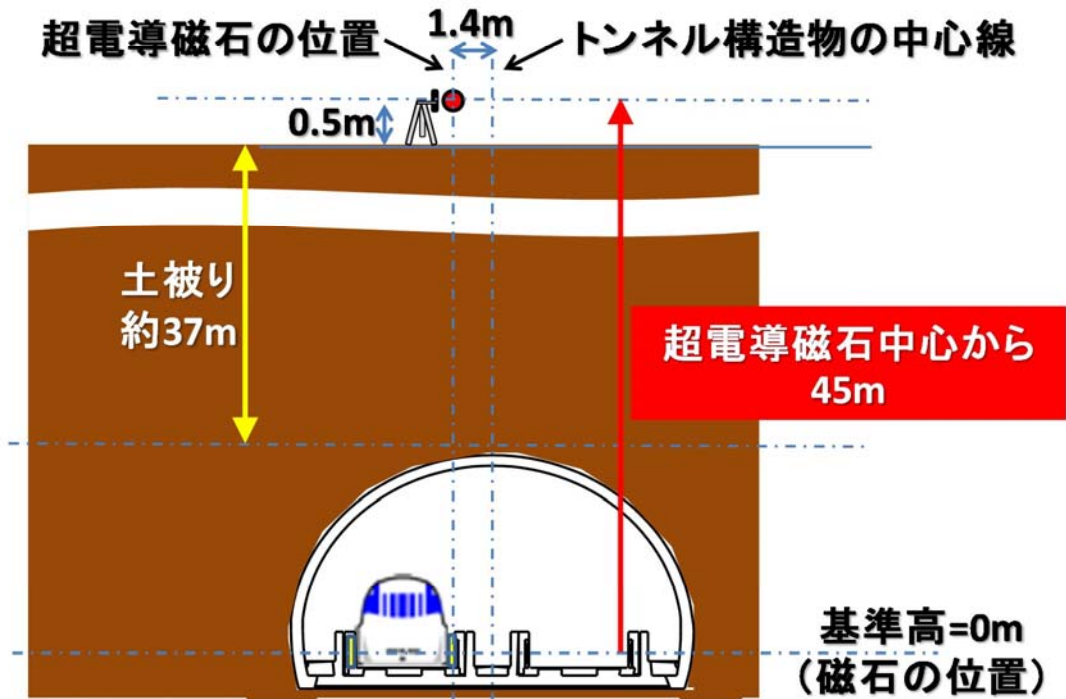 超電導磁石の位置
1.4m
トンネル構造物の中心線
0.5m
土被り
約37m
超電導磁石中心から
45m
基準高=0m
（磁石の位置）